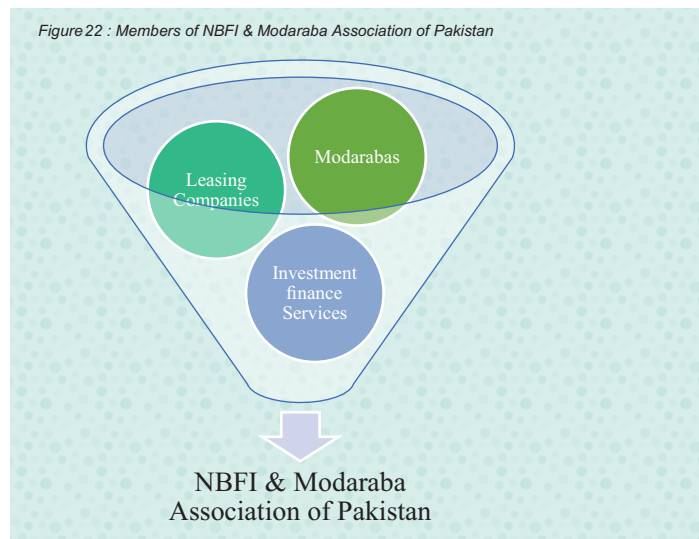 Figure 22 : Members of NBFI & Modaraba Association of Pakistan
Modarabas
Leasing
Companies
Investment
finance
Services
NBFI & Modaraba
Association of Pakistan